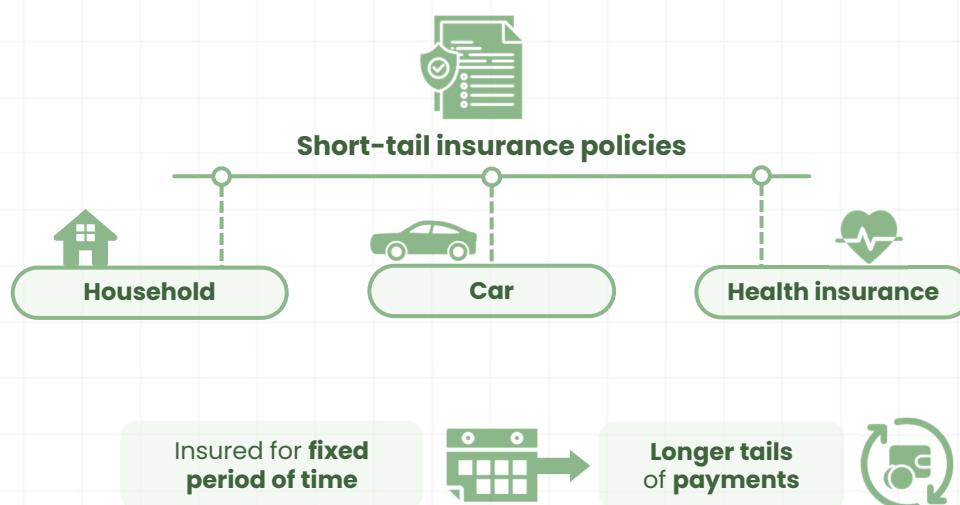 Short-tail insurance policies
Household
Car
Health insurance
Insured for fixed
period of time
Longer tails
of payments